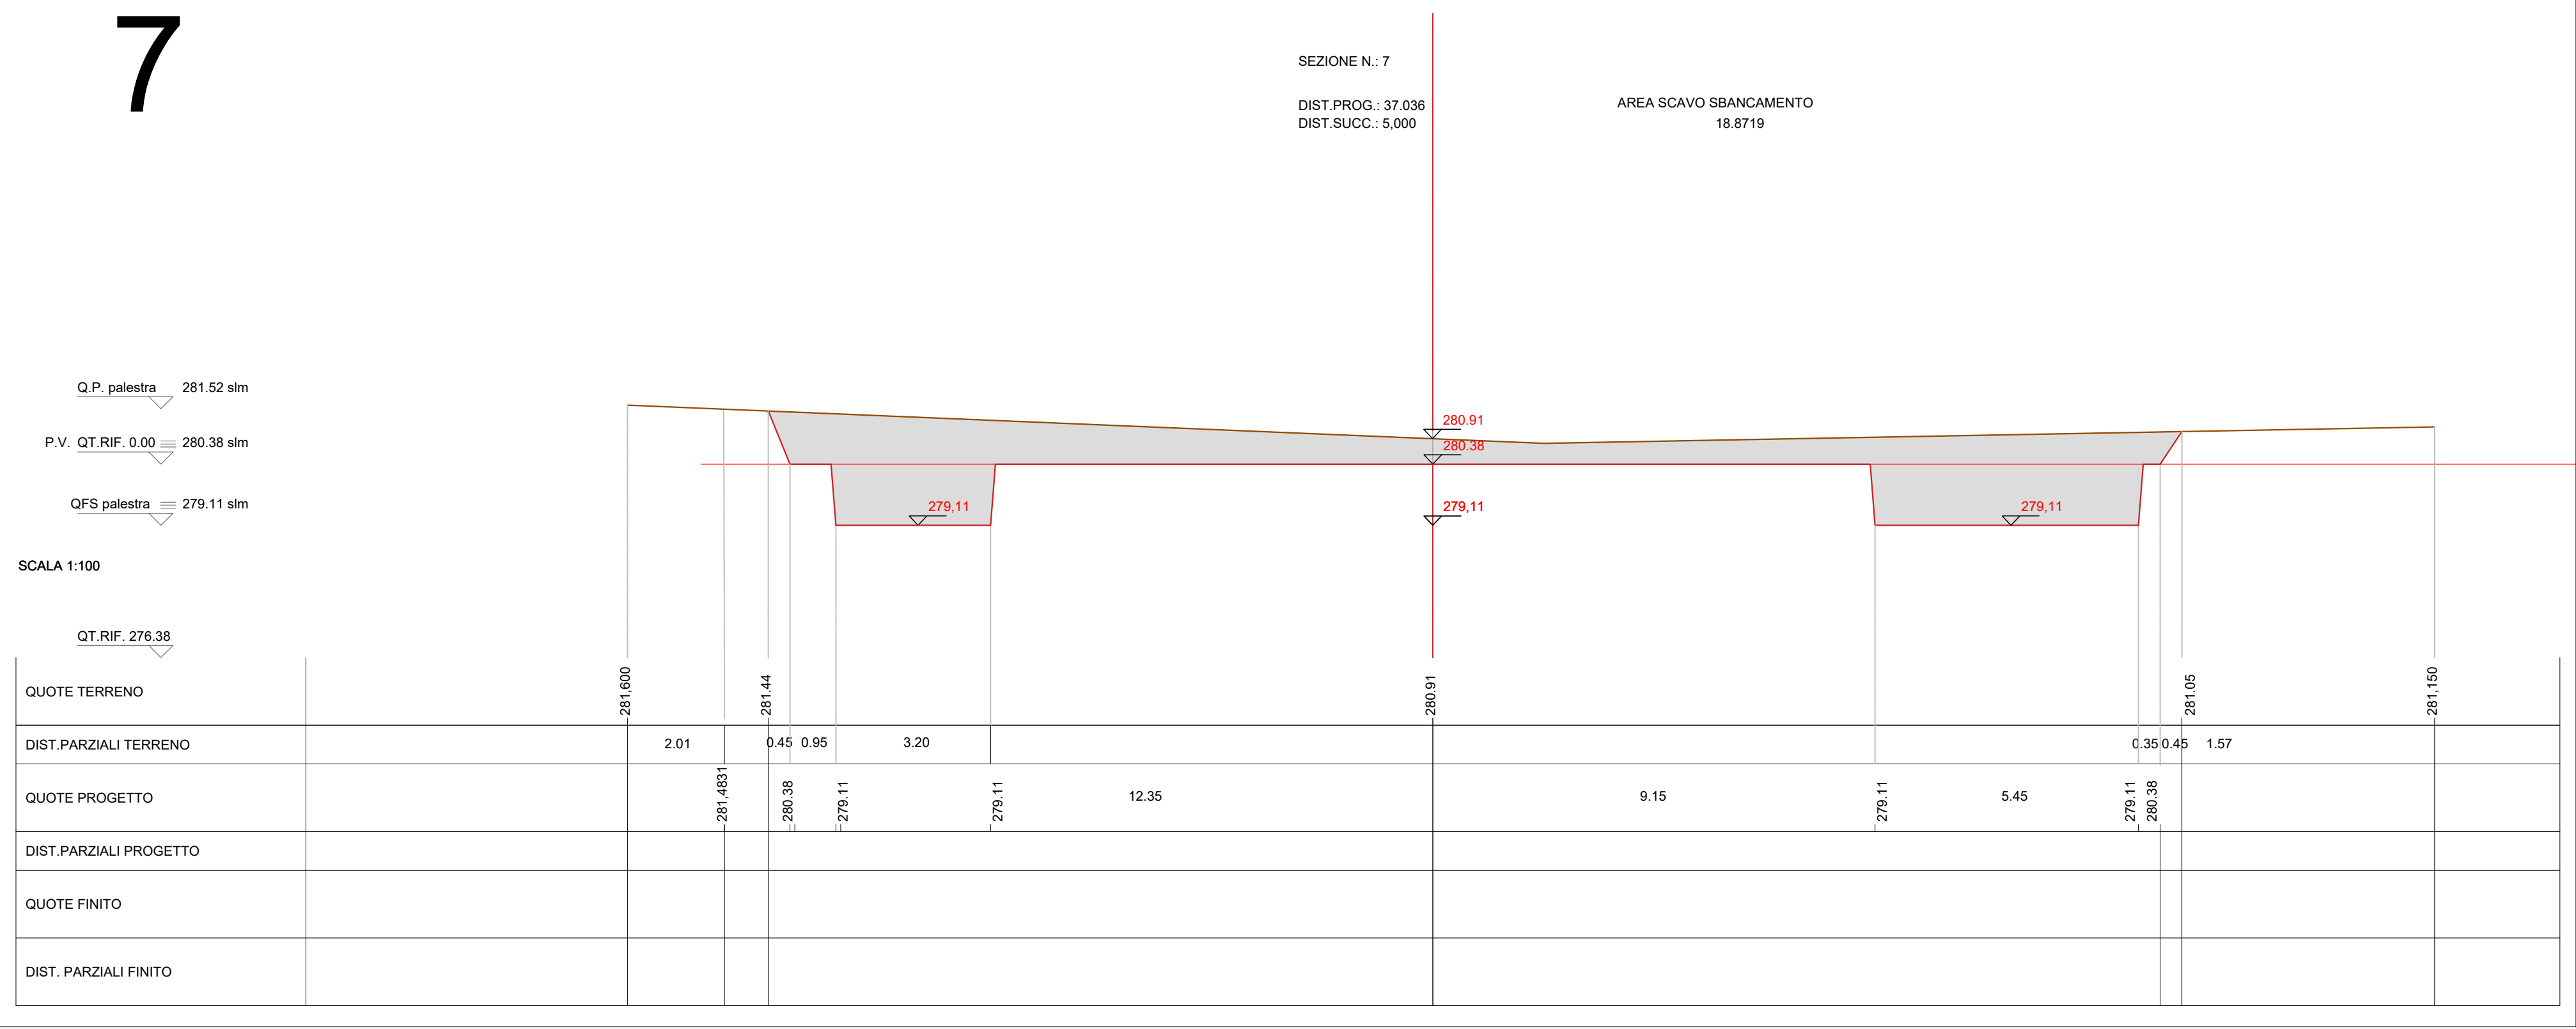 7
SEZIONE N.: 7
DIST.PROG.: 37.036
DIST.SUCC.: 5,000
AREA SCAVO SBANCAMENTO
18.8719
Q.P. palestra 281.52 slm
P.V. QT.RIF. 0.00 280.38 slm
QFS palestra 279.11 slm
280.91
280.38
279,11 279,11 279,11
SCALA 1:100
QT.RIF. 276.38
QUOTE TERRENO 281,600 281.44 280.91 281.05 281,150
DIST.PARZIALI TERRENO 2.01 0.45 0.95 3.20 0.35 0.45 1.57
QUOTE PROGETTO 281,4831 280.38 279.11 279.11 12.35 9.15 279.11 5.45 279.11 280.38
DIST.PARZIALI PROGETTO
QUOTE FINITO
DIST. PARZIALI FINITO